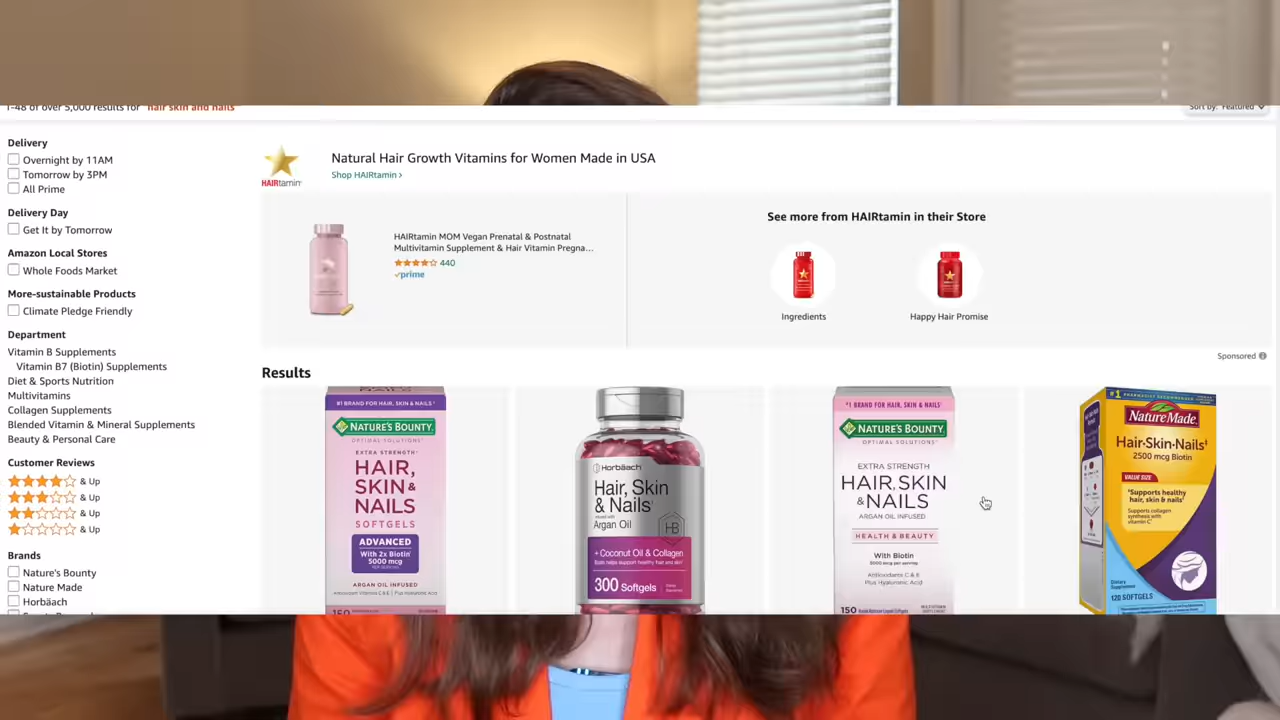 1-48 of over 5,000 results for "hair skin and nails"
Sort by: Featured
Delivery
Overnight by 11AM
Tomorrow by 3PM
All Prime
Delivery Day
Get It by Tomorrow
Amazon Local Stores
Whole Foods Market
More-sustainable Products
Climate Pledge Friendly
Department
Vitamin B Supplements
Vitamin B7 (Biotin) Supplements
Diet & Sports Nutrition
Multivitamins
Collagen Supplements
Blended Vitamin & Mineral Supplements
Beauty & Personal Care
Customer Reviews
& Up
& Up
& Up
& Up
Brands
Nature's Bounty
Nature Made
Horbäach
HAIRtamin
Natural Hair Growth Vitamins for Women Made in USA
Shop HAIRtamin ›
HAIRtamin MOM Vegan Prenatal & Postnatal
Multivitamin Supplement & Hair Vitamin Pregna...
440
prime
See more from HAIRtamin in their Store
Ingredients
Happy Hair Promise
Sponsored
Results
#1 BRAND FOR HAIR, SKIN & NAILS
NATURE'S BOUNTY
OPTIMAL SOLUTIONS
EXTRA STRENGTH
HAIR,
SKIN &
NAILS
SOFTGELS
ADVANCED
With 2x Biotin
5000 mcg
ARGAN OIL INFUSED
150
Horbäach
Hair, Skin
& Nails
infused with
Argan Oil
HB
+ Coconut Oil & Collagen
300 Softgels
#1 BRAND FOR HAIR, SKIN & NAILS
NATURE'S BOUNTY
OPTIMAL SOLUTIONS
EXTRA STRENGTH
HAIR, SKIN
& NAILS
ARGAN OIL INFUSED
HEALTH & BEAUTY
With Biotin
Antioxidants C & E
Plus Hyaluronic Acid
150
#1
Nature Made
Hair•Skin•Nails‡
2500 mcg Biotin
VALUE SIZE
Supports healthy
hair, skin & nails
Supports collagen
synthesis with
vitamin C
Dietary
Supplement
120 SOFTGELS